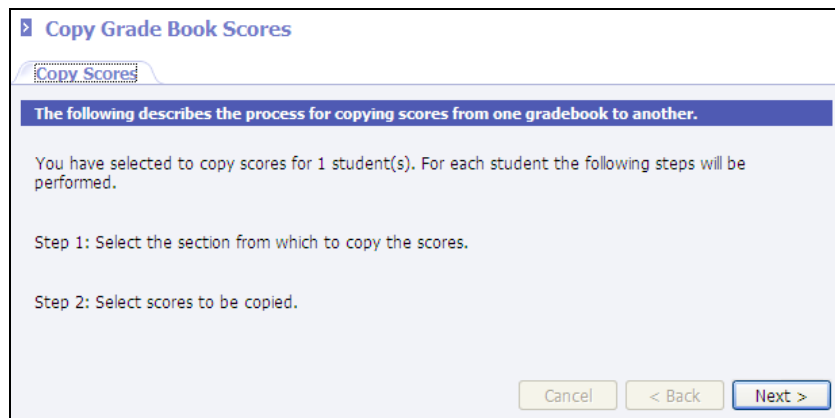 Copy Grade Book Scores
Copy Scores
The following describes the process for copying scores from one gradebook to another.
You have selected to copy scores for 1 student(s). For each student the following steps will be
performed.
Step 1: Select the section from which to copy the scores.
Step 2: Select scores to be copied.
Cancel < Back Next >